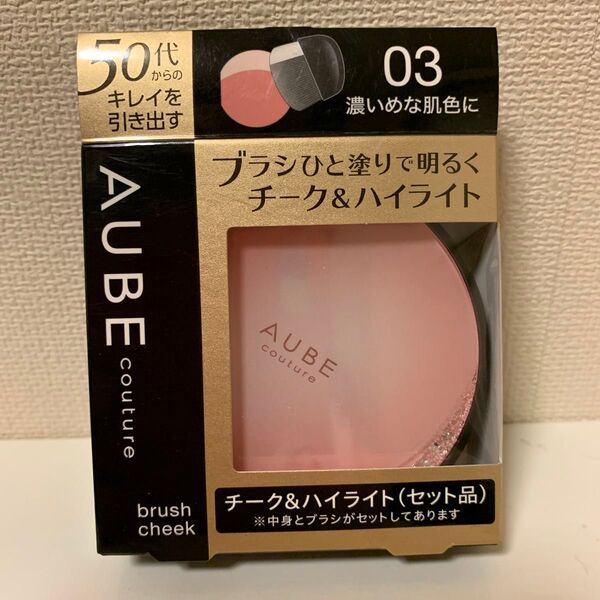 50代
からの
キレイを
引き出す
03
濃いめな肌色に
ブラシひと塗りで明るく
チーク&ハイライト
AUBE
couture
AUBE
couture
brush
cheek
チーク&ハイライト(セット品)
※中身とブラシがセットしてあります